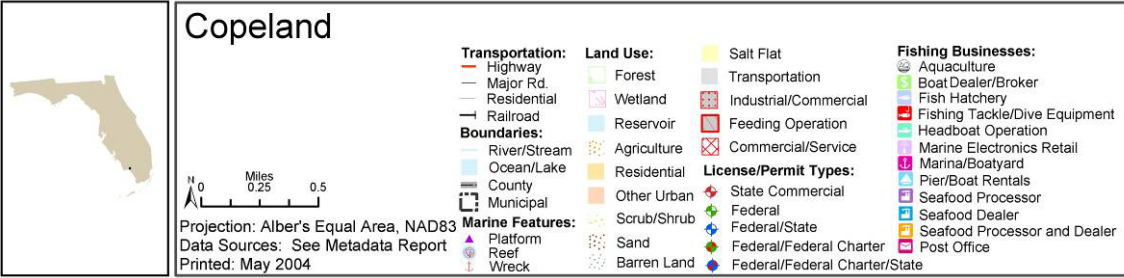 Copeland
N
Miles
0 0.25 0.5
Projection: Alber's Equal Area, NAD83
Data Sources: See Metadata Report
Printed: May 2004
Transportation:
Highway
Major Rd.
Residential
Railroad
Boundaries:
River/Stream
Ocean/Lake
County
Municipal
Marine Features:
Platform
Reef
Wreck
Land Use:
Forest
Wetland
Reservoir
Agriculture
Residential
Other Urban
Scrub/Shrub
Sand
Barren Land
Salt Flat
Transportation
Industrial/Commercial
Feeding Operation
Commercial/Service
License/Permit Types:
State Commercial
Federal
Federal/State
Federal/Federal Charter
Federal/Federal Charter/State
Fishing Businesses:
Aquaculture
Boat Dealer/Broker
Fish Hatchery
Fishing Tackle/Dive Equipment
Headboat Operation
Marine Electronics Retail
Marina/Boatyard
Pier/Boat Rentals
Seafood Processor
Seafood Dealer
Seafood Processor and Dealer
Post Office